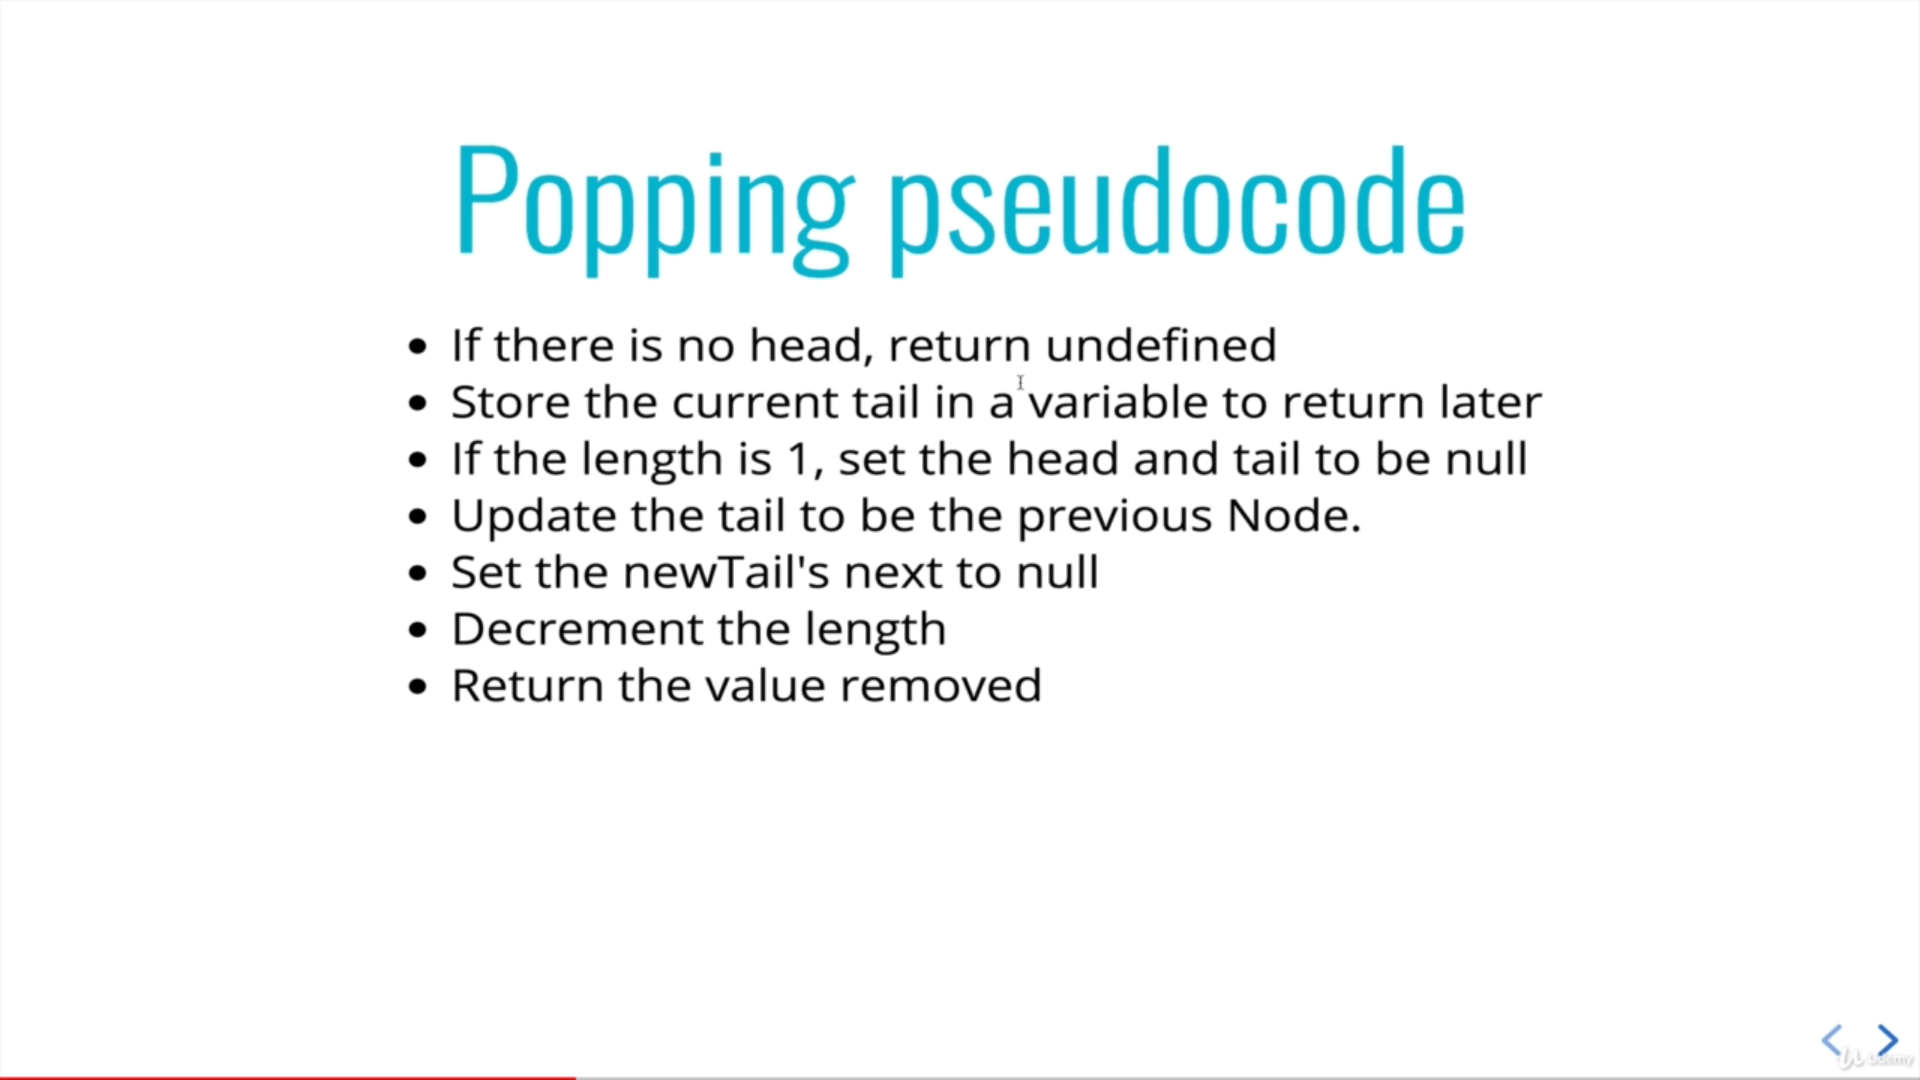 Popping pseudocode
• If there is no head, return undefined
• Store the current tail in a variable to return later
• If the length is 1, set the head and tail to be null
• Update the tail to be the previous Node.
• Set the newTail's next to null
• Decrement the length
• Return the value removed
Udemy